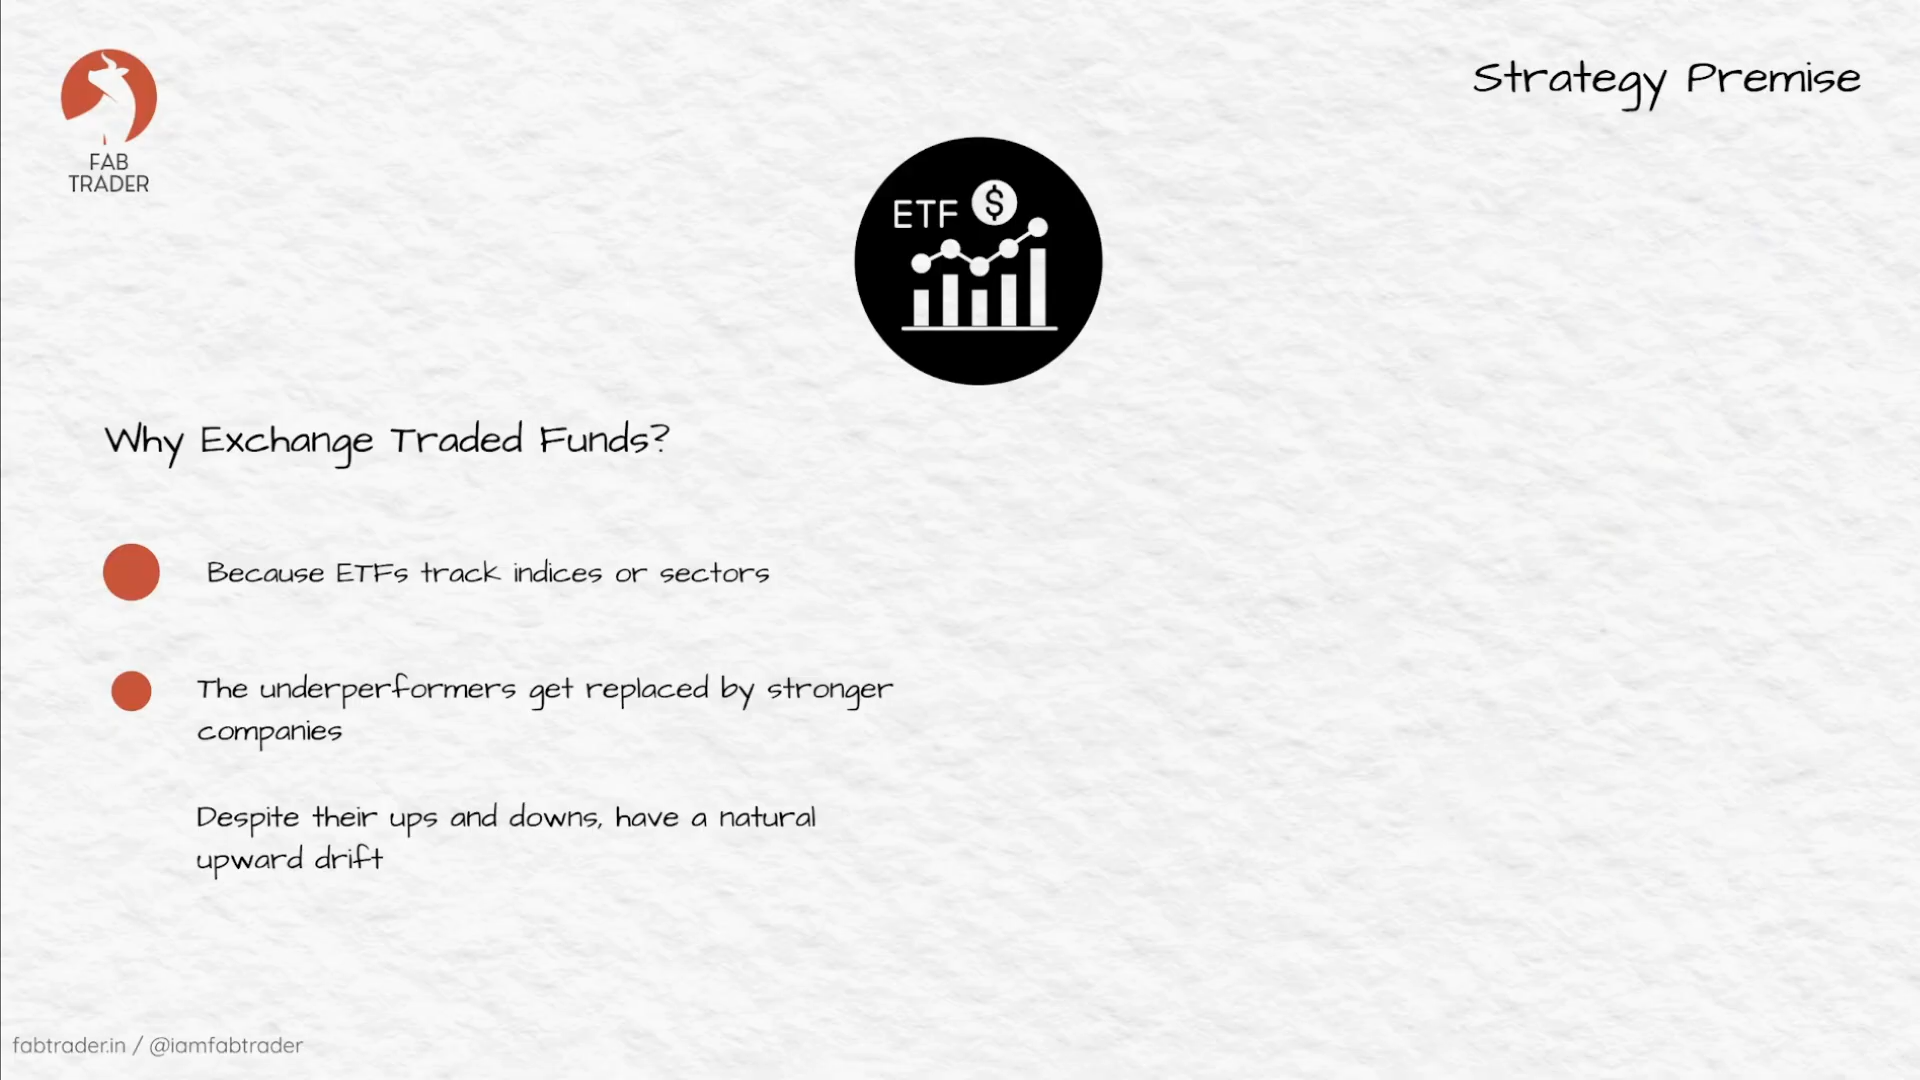 FAB
TRADER
Strategy Premise
ETF $
Why Exchange Traded Funds?
Because ETFs track indices or sectors
The underperformers get replaced by stronger
companies
Despite their ups and downs, have a natural
upward drift
fabtrader.in / @iamfabtrader